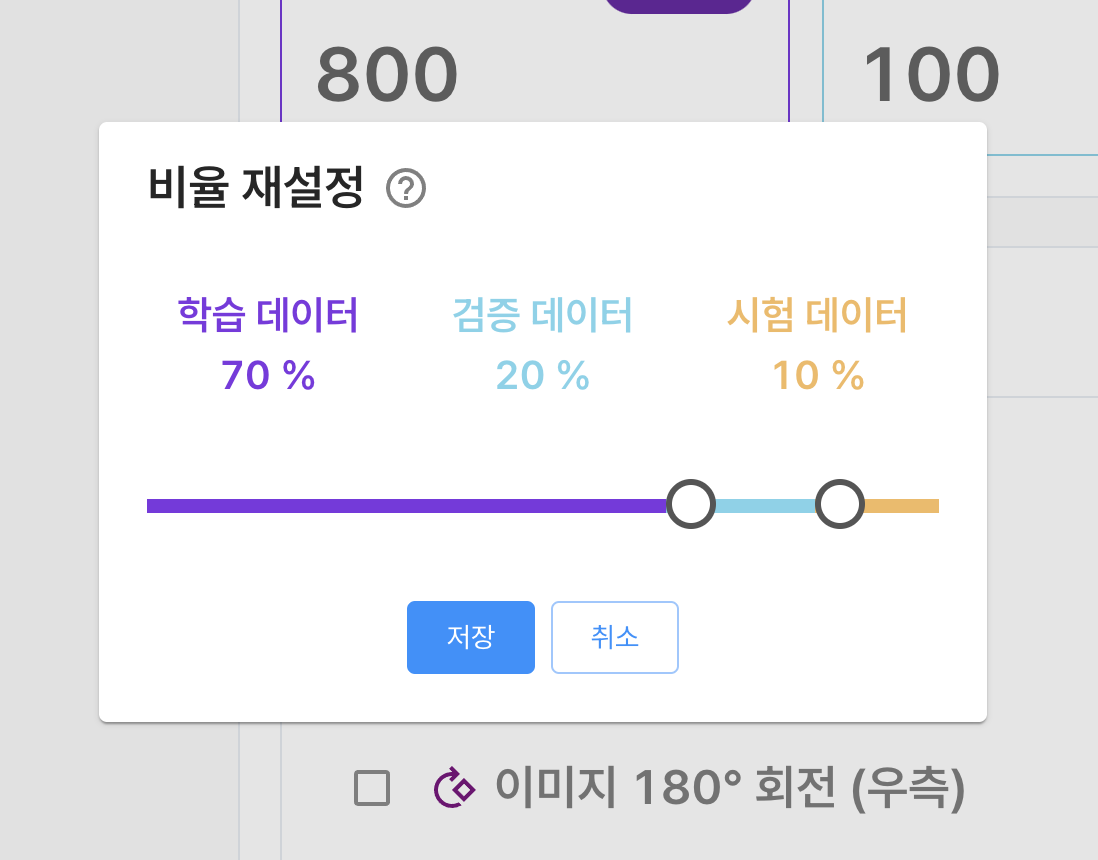 800
100
비율 재설정
학습 데이터
검증 데이터
시험 데이터
70 %
20 %
10 %
저장
취소
이미지 180° 회전 (우측)